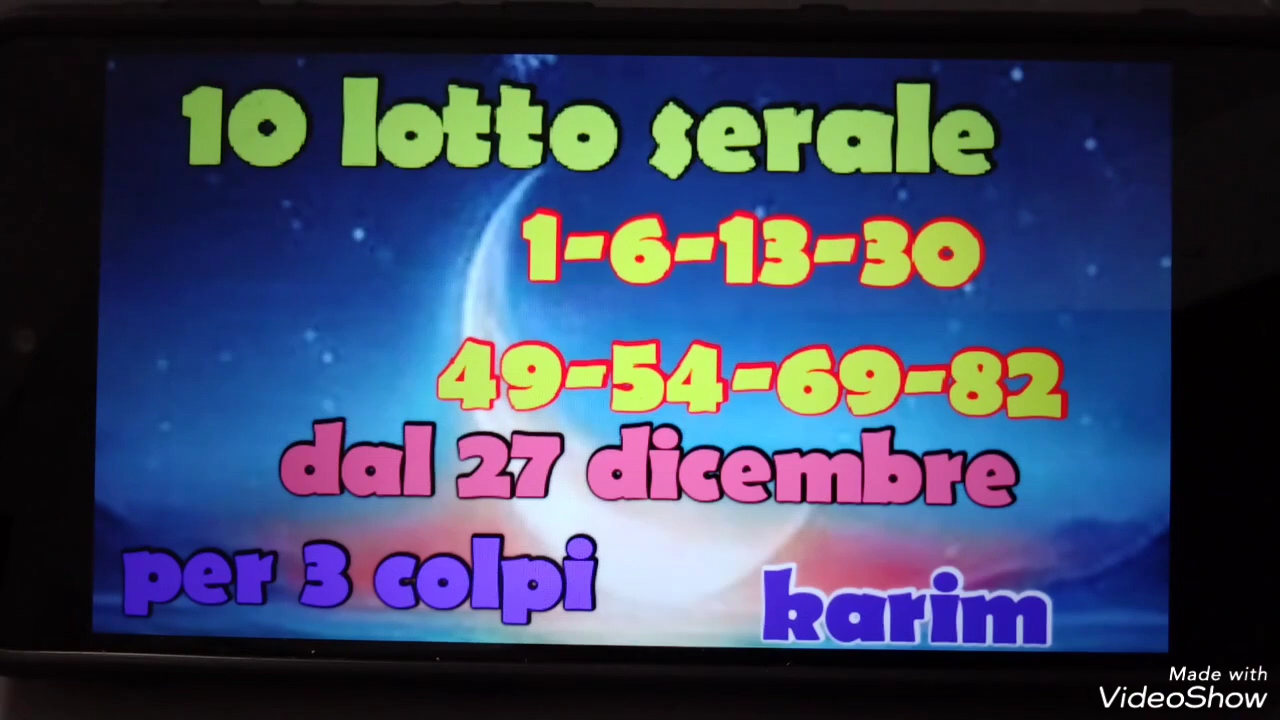 10 lotto serale
1-6-13-30
49-54-69-82
dal 27 dicembre
per 3 colpi
karim
Made with
VideoShow